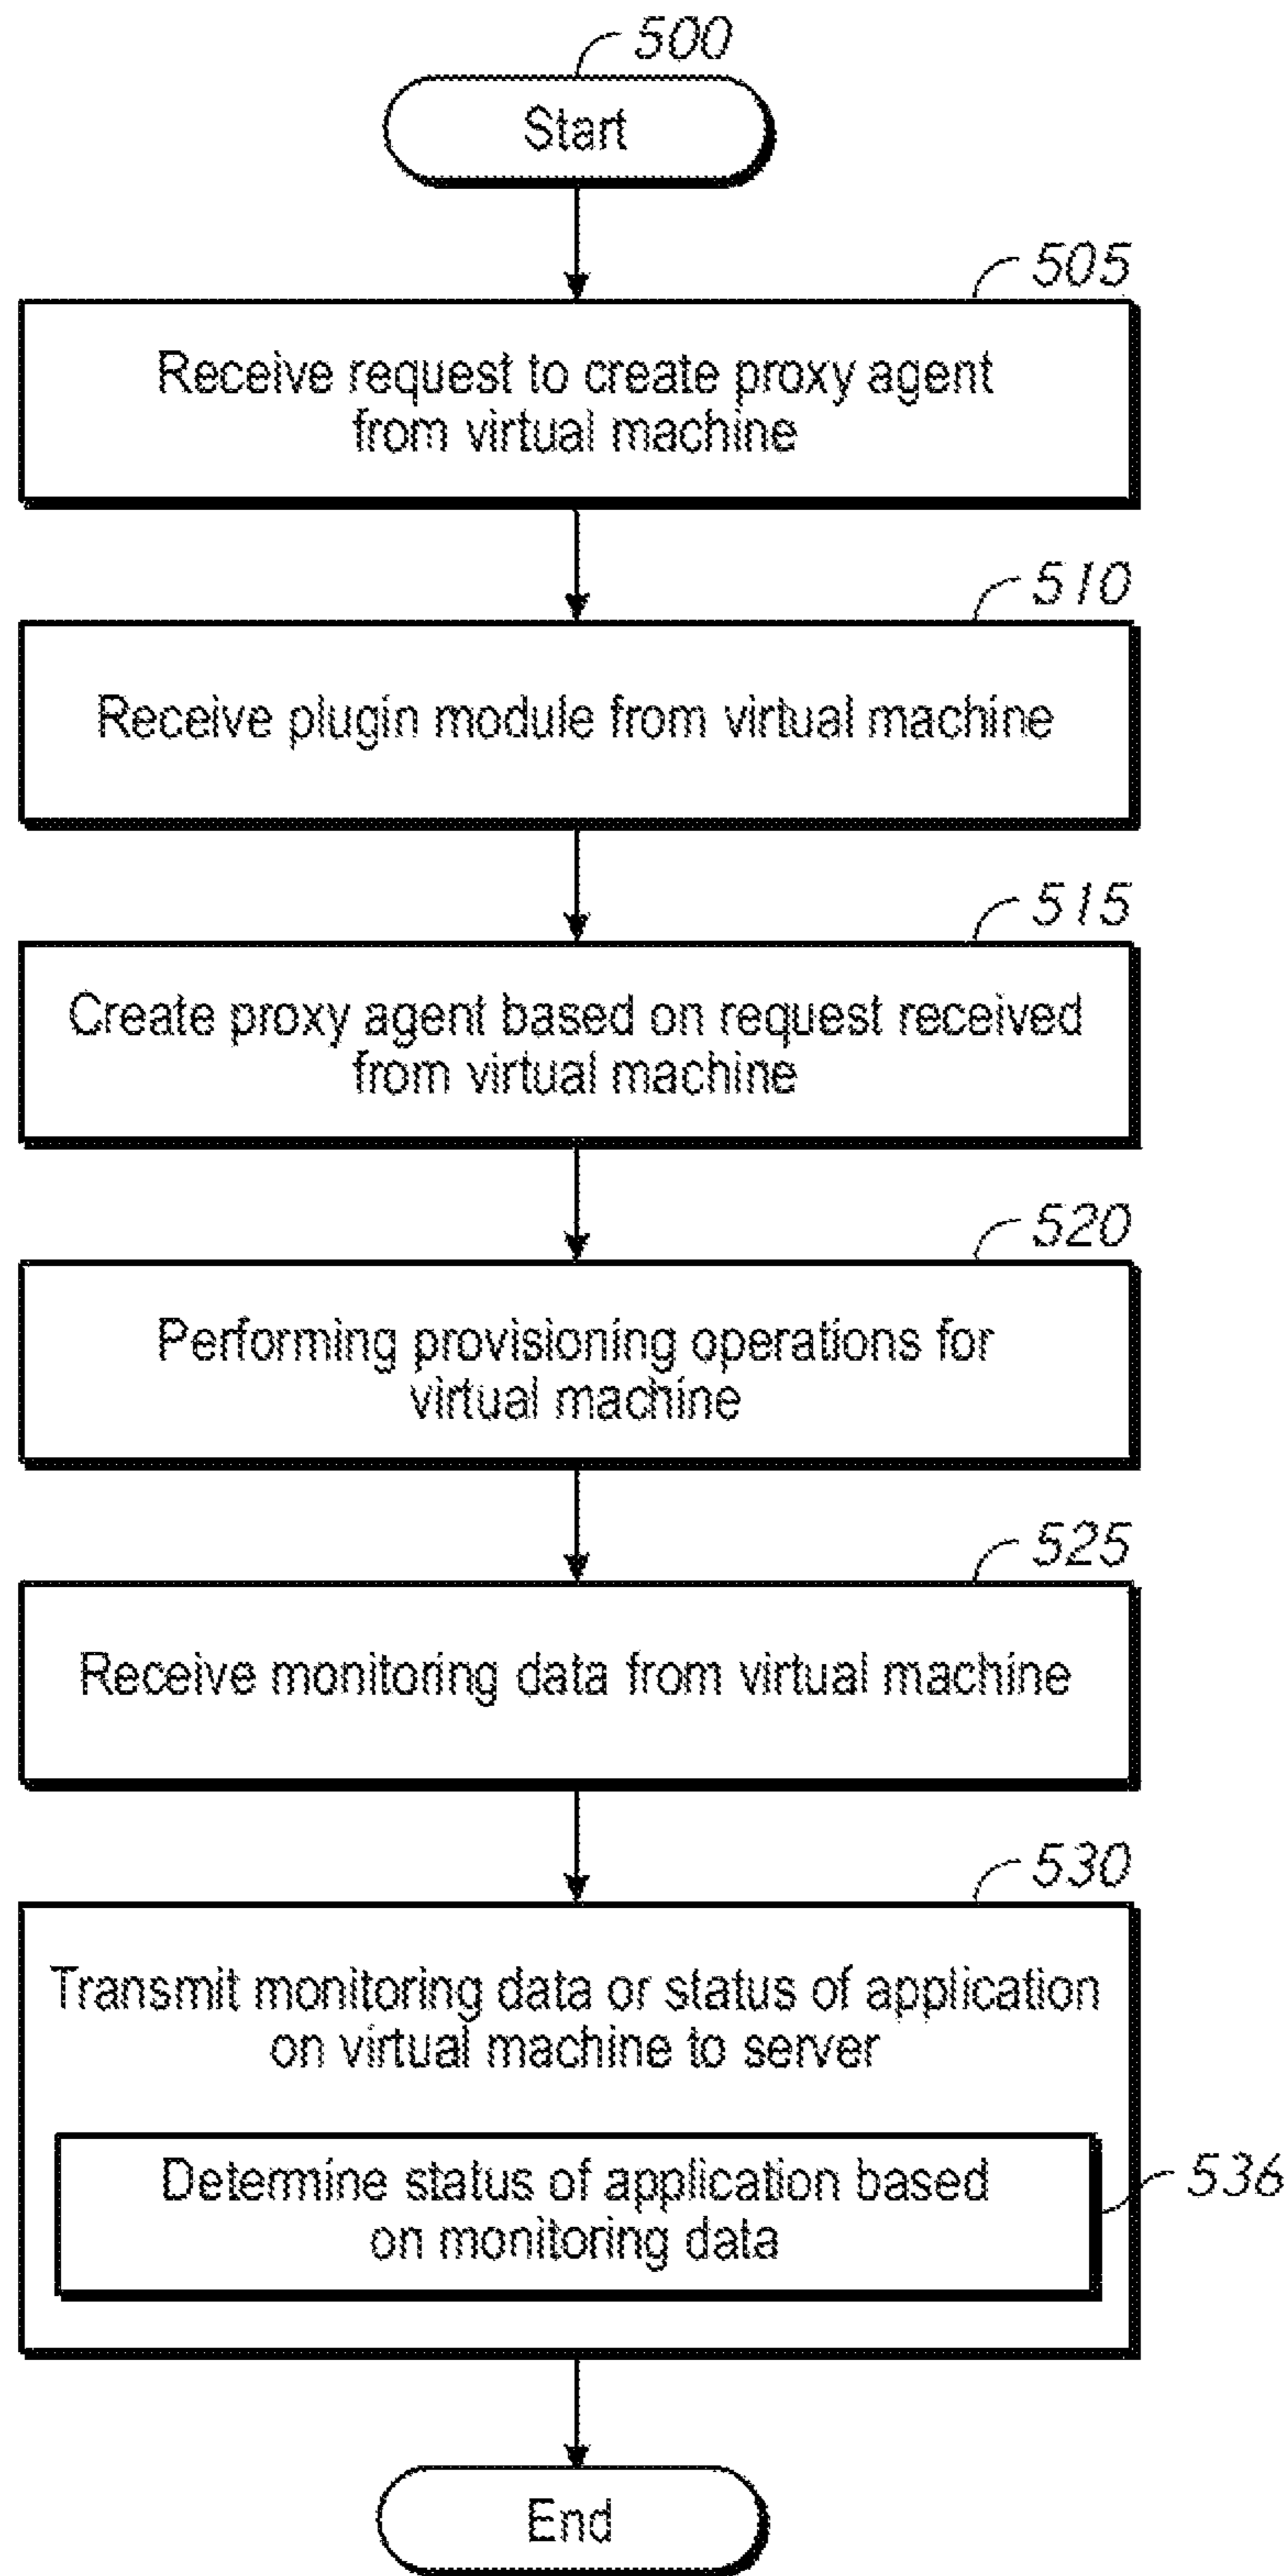 500
Start
505
Receive request to create proxy agent
from virtual machine
510
Receive plugin module from virtual machine
515
Create proxy agent based on request received
from virtual machine
520
Performing provisioning operations for
virtual machine
525
Receive monitoring data from virtual machine
530
Transmit monitoring data or status of application
on virtual machine to server
Determine status of application based
on monitoring data
536
End